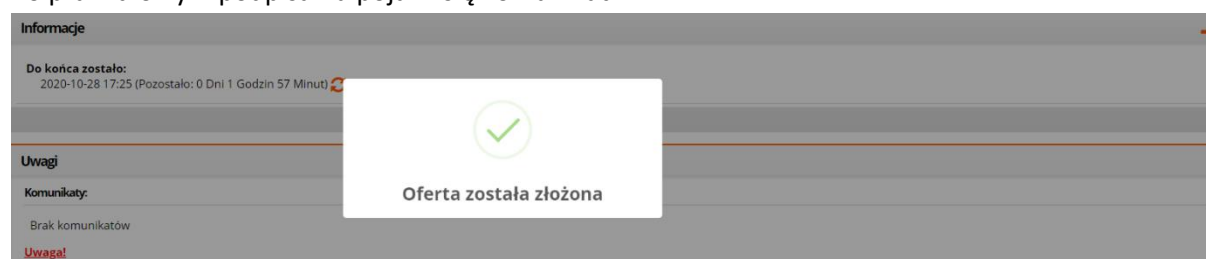 Informacje
Do końca zostało:
2020-10-28 17:25 (Pozostało: 0 Dni 1 Godzin 57 Minut)
Oferta została złożona
Uwagi
Komunikaty:
Brak komunikatów
Uwaga!